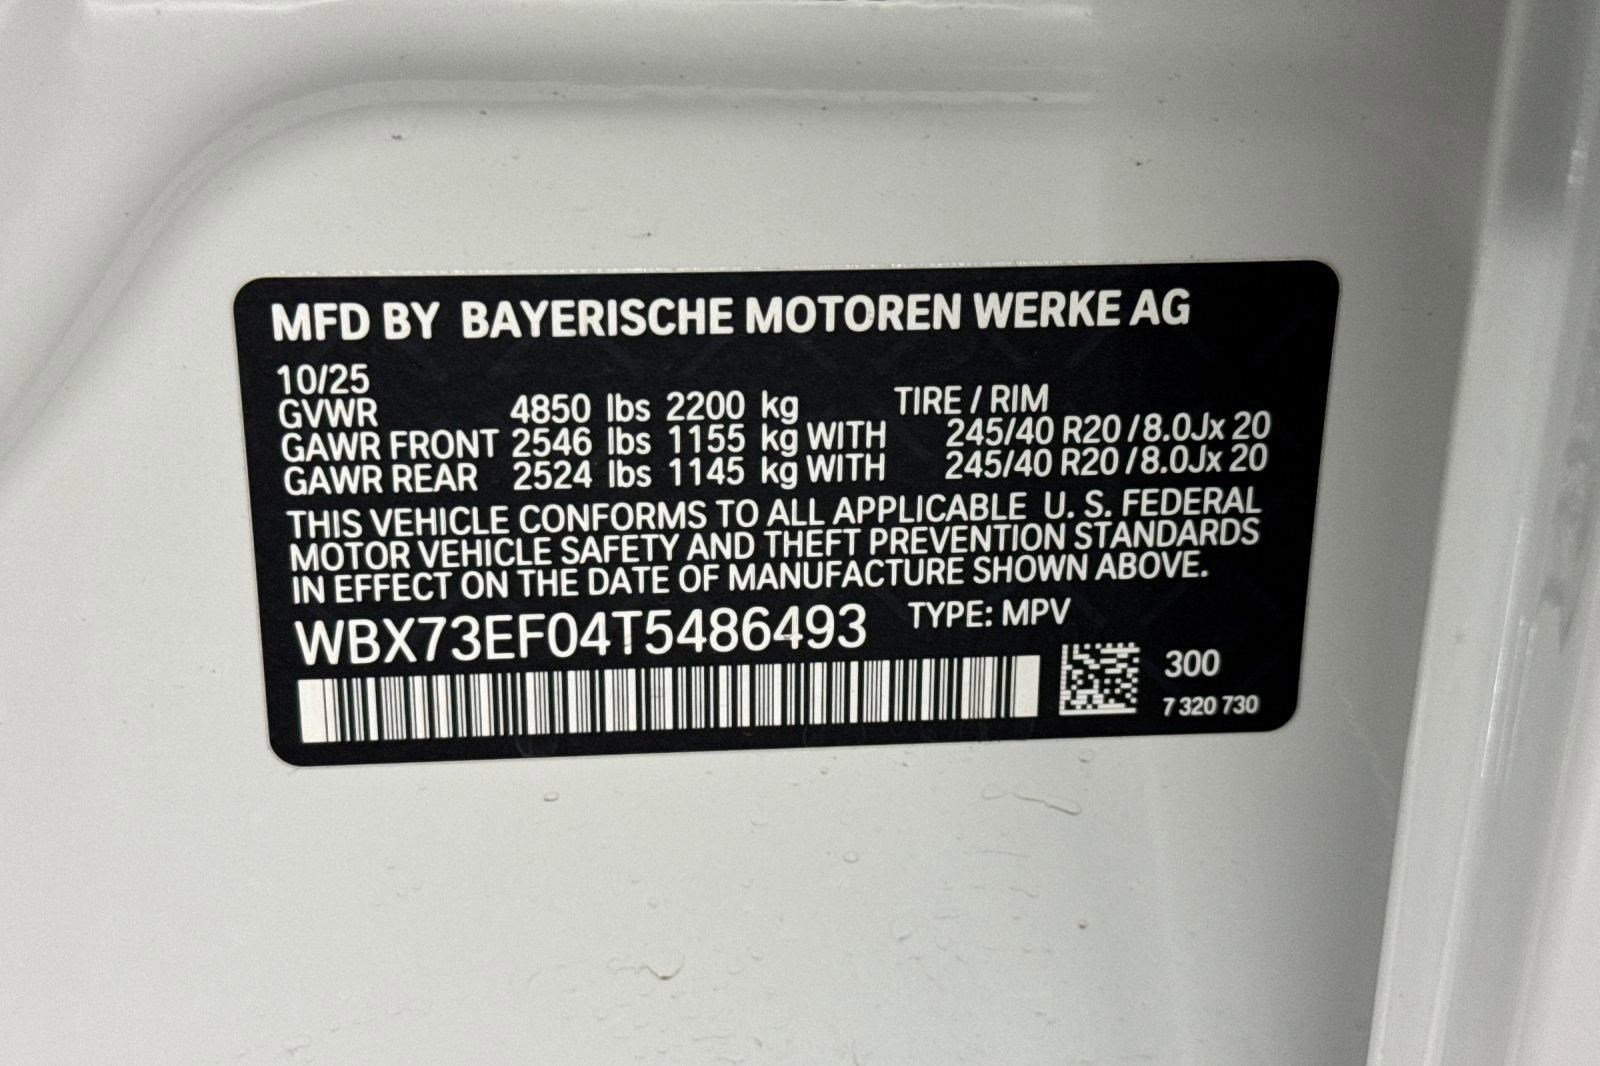 MFD BY BAYERISCHE MOTOREN WERKE AG
10/25
GVWR 4850 lbs 2200 kg TIRE / RIM
GAWR FRONT 2546 lbs 1155 kg WITH 245/40 R20 / 8.0Jx 20
GAWR REAR 2524 lbs 1145 kg WITH 245/40 R20 / 8.0Jx 20
THIS VEHICLE CONFORMS TO ALL APPLICABLE U. S. FEDERAL
MOTOR VEHICLE SAFETY AND THEFT PREVENTION STANDARDS
IN EFFECT ON THE DATE OF MANUFACTURE SHOWN ABOVE.
WBX73EF04T5486493 TYPE: MPV
300
7 320 730